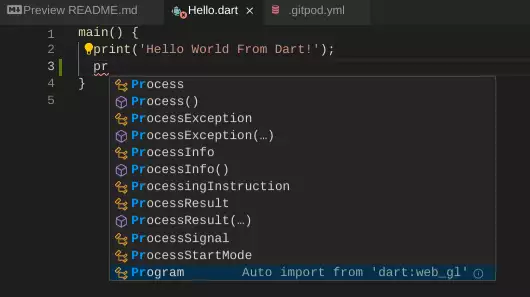 Preview README.md Hello.dart .gitpod.yml
1 main() {
2 print('Hello World From Dart!');
3 pr
4 }
5
Process
Process()
ProcessException
ProcessException(…)
ProcessInfo
ProcessInfo()
ProcessingInstruction
ProcessResult
ProcessResult(…)
ProcessSignal
ProcessStartMode
Program Auto import from 'dart:web_gl'